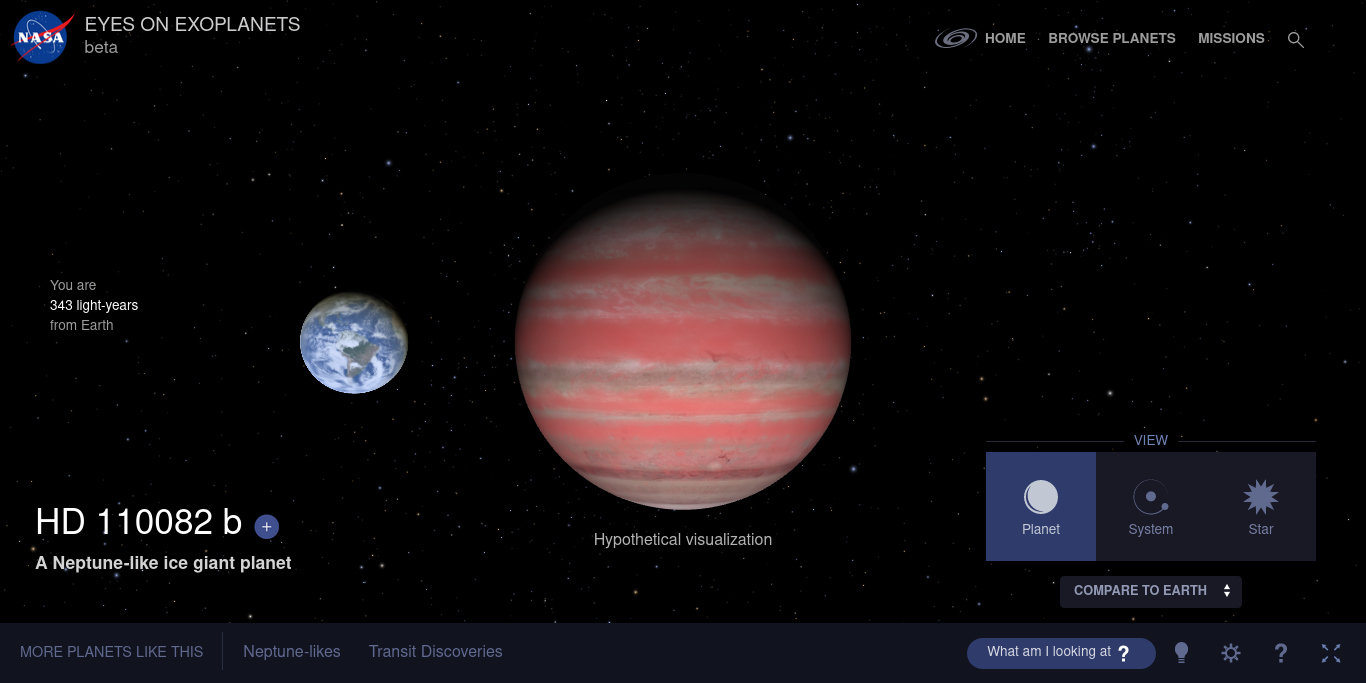 NASA
EYES ON EXOPLANETS
beta
HOME
BROWSE PLANETS
MISSIONS
You are
343 light-years
from Earth
HD 110082 b +
A Neptune-like ice giant planet
Hypothetical visualization
VIEW
Planet
System
Star
COMPARE TO EARTH
MORE PLANETS LIKE THIS
Neptune-likes
Transit Discoveries
What am I looking at ?
?